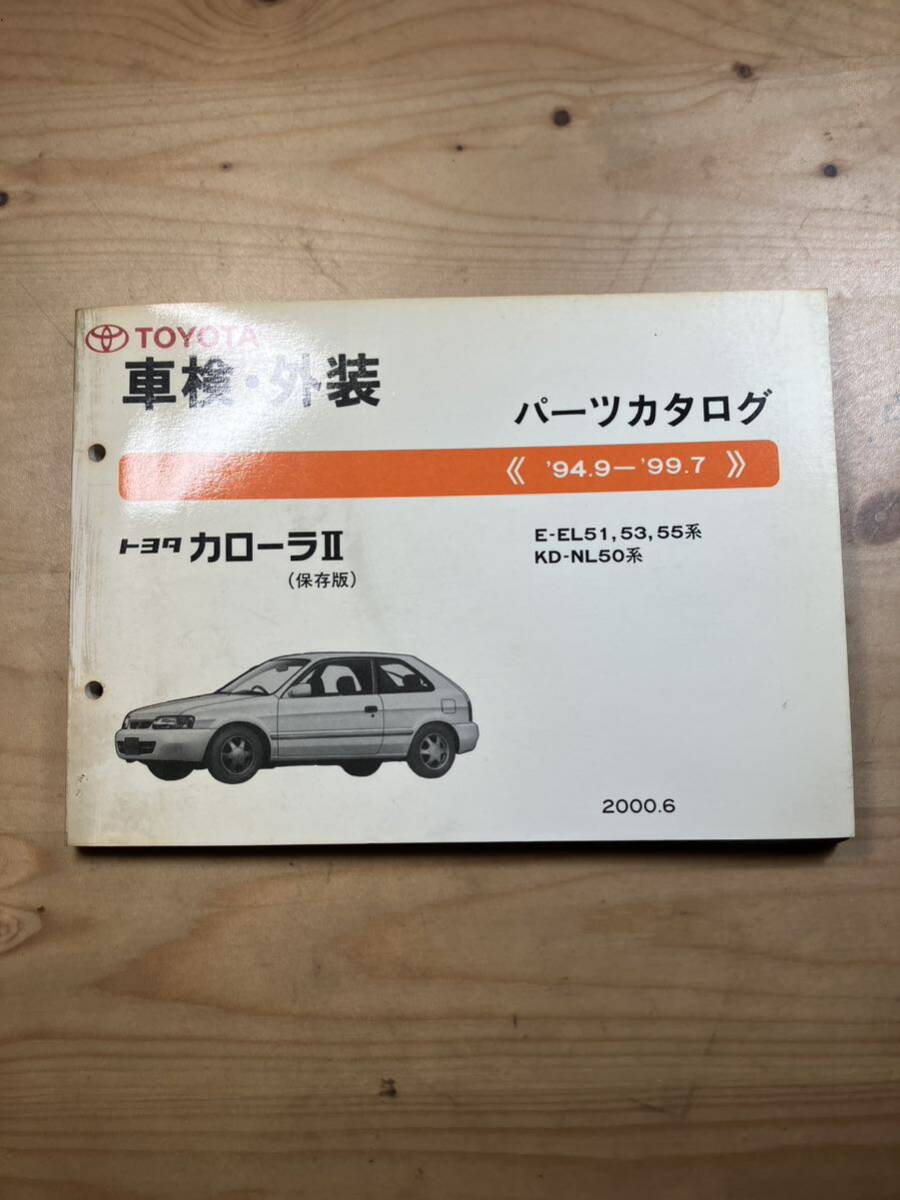 TOYOTA
車検・外装
パーツカタログ
《 '94.9－'99.7 》
トヨタ カローラII
(保存版)
E-EL51,53,55系
KD-NL50系
2000.6